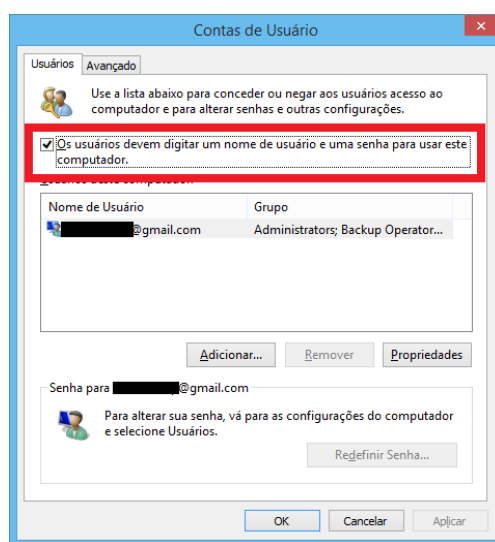 Contas de Usuário
Usuários
Avançado
Use a lista abaixo para conceder ou negar aos usuários acesso ao
computador e para alterar senhas e outras configurações.
Os usuários devem digitar um nome de usuário e uma senha para usar este
computador.
Nome de Usuário
Grupo
@gmail.com
Administrators; Backup Operator...
Adicionar...
Remover
Propriedades
Senha para @gmail.com
Para alterar sua senha, vá para as configurações do computador
e selecione Usuários.
Redefinir Senha...
OK
Cancelar
Aplicar